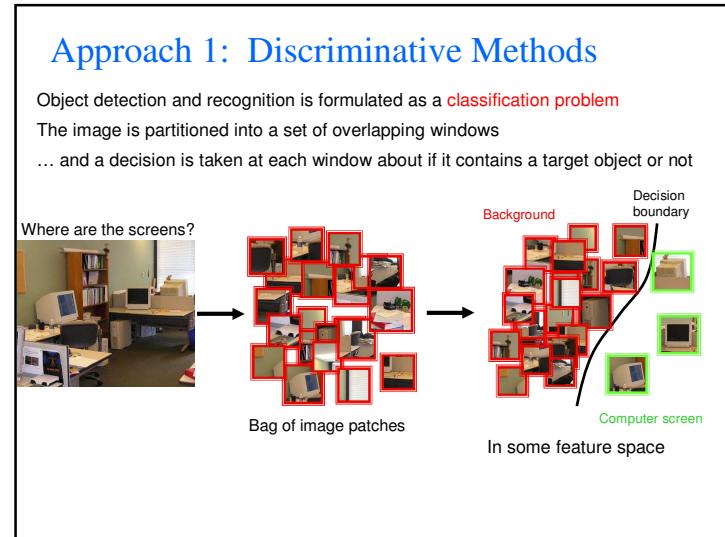 Approach 1: Discriminative Methods
Object detection and recognition is formulated as a classification problem
The image is partitioned into a set of overlapping windows
… and a decision is taken at each window about if it contains a target object or not
Where are the screens?
Bag of image patches
Background
Decision
boundary
Computer screen
In some feature space